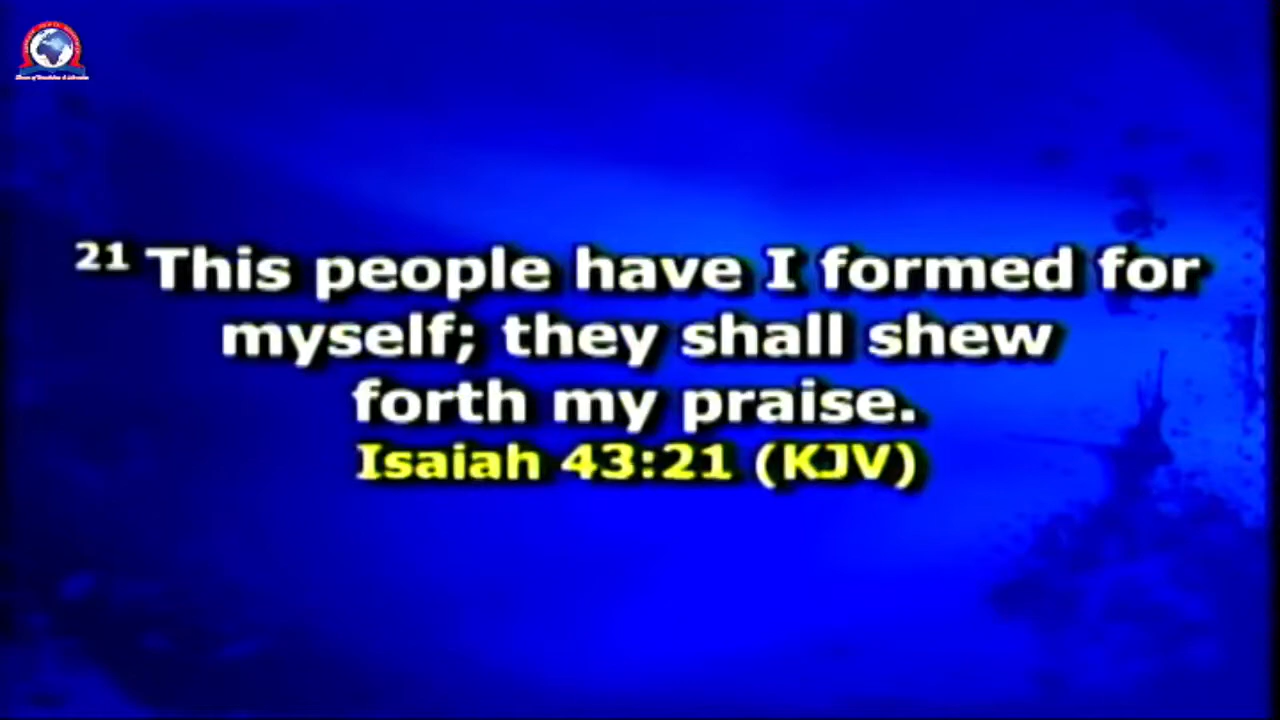 21 This people have I formed for
myself; they shall shew
forth my praise.
Isaiah 43:21 (KJV)